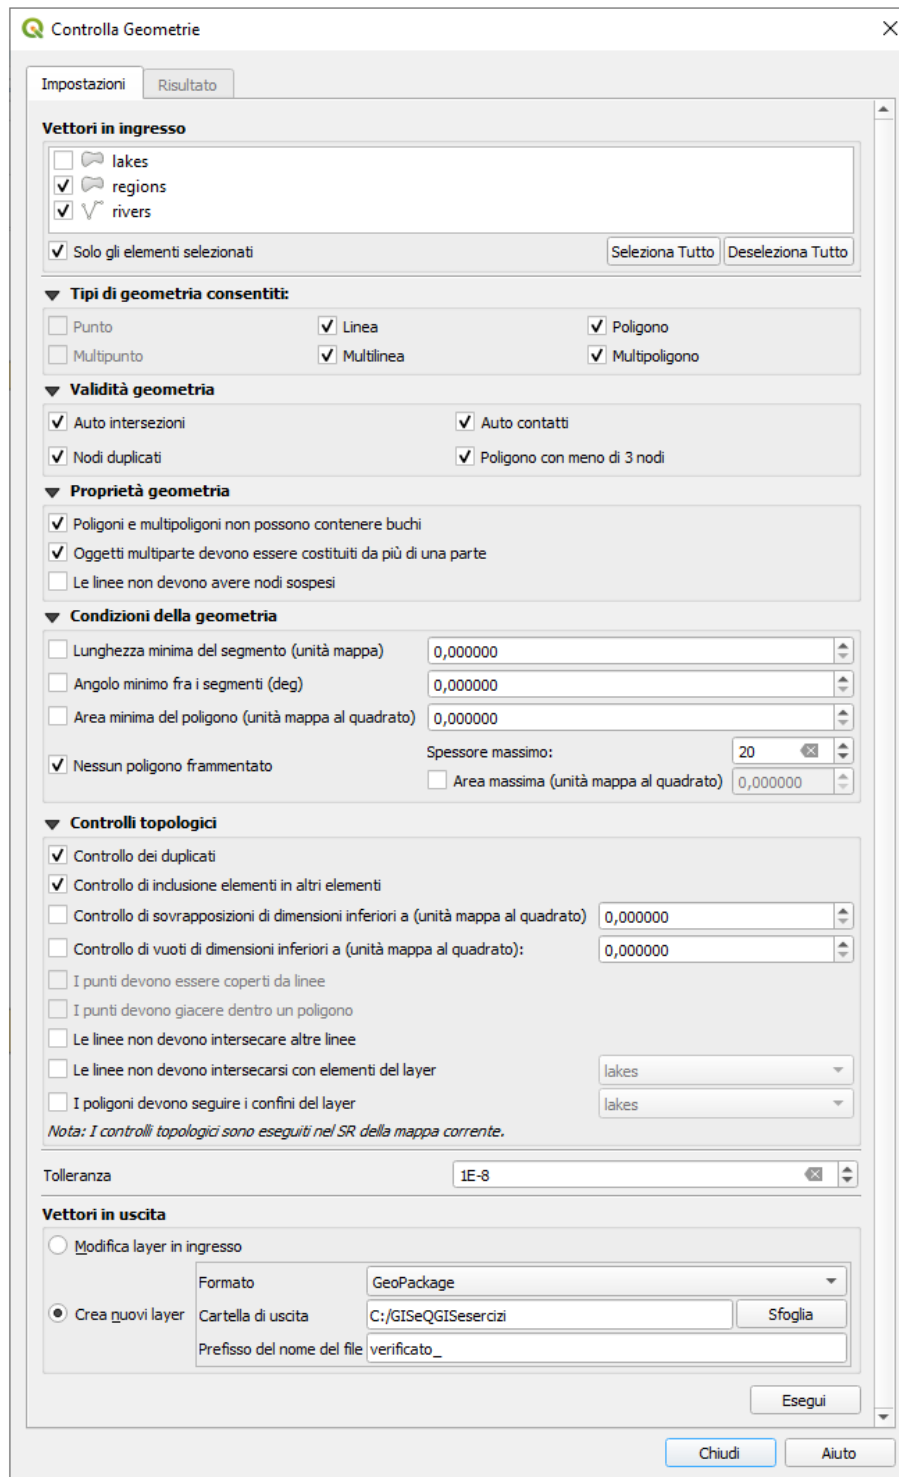 Controlla Geometrie
Impostazioni Risultato
Vettori in ingresso
lakes
regions
rivers
Solo gli elementi selezionati Seleziona Tutto Deseleziona Tutto
Tipi di geometria consentiti:
Punto Linea Poligono
Multipunto Multilinea Multipoligono
Validità geometria
Auto intersezioni Auto contatti
Nodi duplicati Poligono con meno di 3 nodi
Proprietà geometria
Poligoni e multipoligoni non possono contenere buchi
Oggetti multiparte devono essere costituiti da più di una parte
Le linee non devono avere nodi sospesi
Condizioni della geometria
Lunghezza minima del segmento (unità mappa) 0,000000
Angolo minimo fra i segmenti (deg) 0,000000
Area minima del poligono (unità mappa al quadrato) 0,000000
Nessun poligono frammentato Spessore massimo: 20
Area massima (unità mappa al quadrato) 0,000000
Controlli topologici
Controllo dei duplicati
Controllo di inclusione elementi in altri elementi
Controllo di sovrapposizioni di dimensioni inferiori a (unità mappa al quadrato) 0,000000
Controllo di vuoti di dimensioni inferiori a (unità mappa al quadrato): 0,000000
I punti devono essere coperti da linee
I punti devono giacere dentro un poligono
Le linee non devono intersecare altre linee
Le linee non devono intersecarsi con elementi del layer lakes
I poligoni devono seguire i confini del layer lakes
Nota: I controlli topologici sono eseguiti nel SR della mappa corrente.
Tolleranza 1E-8
Vettori in uscita
Modifica layer in ingresso
Formato GeoPackage
Crea nuovi layer Cartella di uscita C:/GISeQGISesercizi Sfoglia
Prefisso del nome del file verificato_
Esegui
Chiudi Aiuto